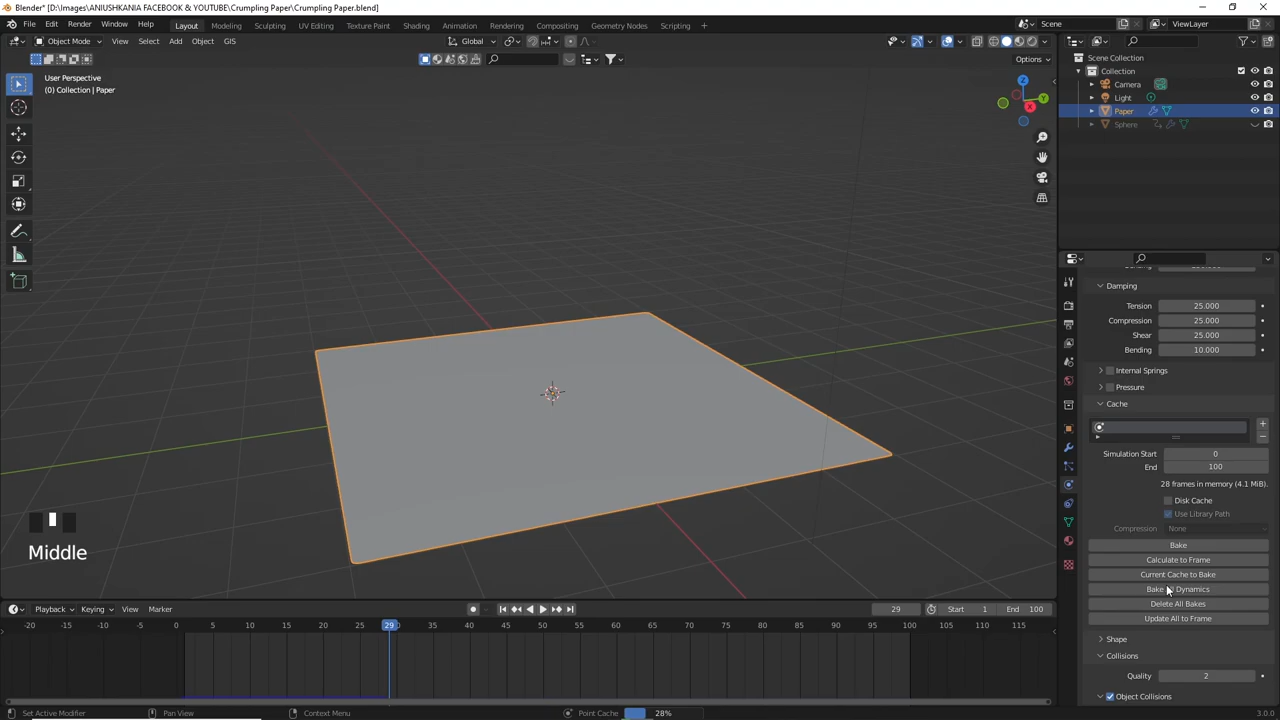 Blender* [D:\Images\ANIUSHKANIA FACEBOOK & YOUTUBE\Crumpling Paper\Crumpling Paper.blend]
File Edit Render Window Help Layout Modeling Sculpting UV Editing Texture Paint Shading Animation Rendering Compositing Geometry Nodes Scripting + Scene ViewLayer
Object Mode View Select Add Object GIS Global
Options
User Perspective
(0) Collection | Paper
X
Y
Z
Scene Collection
Collection
Camera
Light
Paper
Sphere
Damping
Tension 25.000
Compression 25.000
Shear 25.000
Bending 10.000
Internal Springs
Pressure
Cache
Simulation Start 0
End 100
28 frames in memory (4.1 MiB).
Disk Cache
Use Library Path
Compression None
Bake
Calculate to Frame
Current Cache to Bake
Bake All Dynamics
Delete All Bakes
Update All to Frame
Shape
Collisions
Quality 2
Object Collisions
Middle
Playback Keying View Marker 29 Start 1 End 100
-20 -15 -10 -5 0 5 10 15 20 25 29 35 40 45 50 55 60 65 70 75 80 85 90 95 100 105 110 115
Set Active Modifier Pan View Context Menu Point Cache 28% 3.0.0